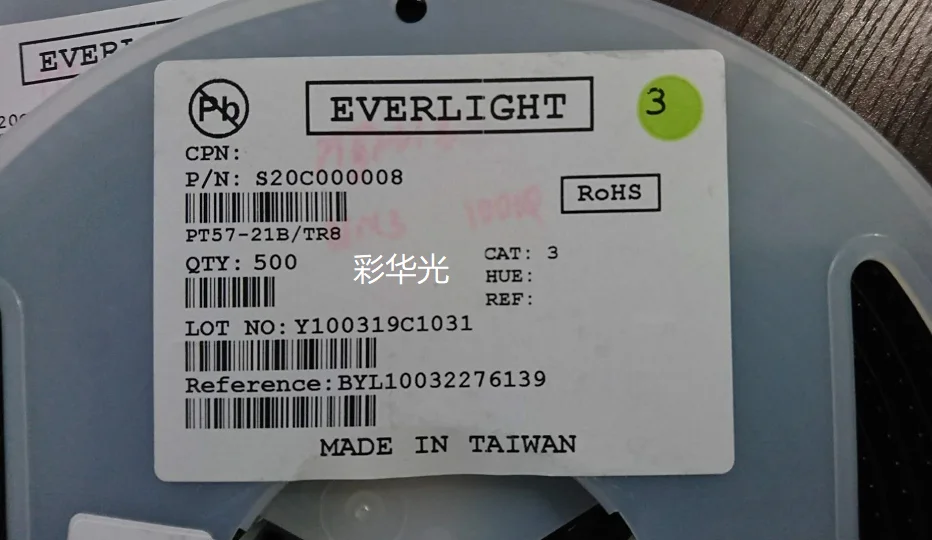 EVERL
200
Pb
EVERLIGHT
3
CPN:
P/N: S20C000008
RoHS
PT57-21B/TR8
QTY: 500
彩华光
CAT: 3
HUE:
REF:
LOT NO: Y100319C1031
Reference: BYL10032276139
MADE IN TAIWAN